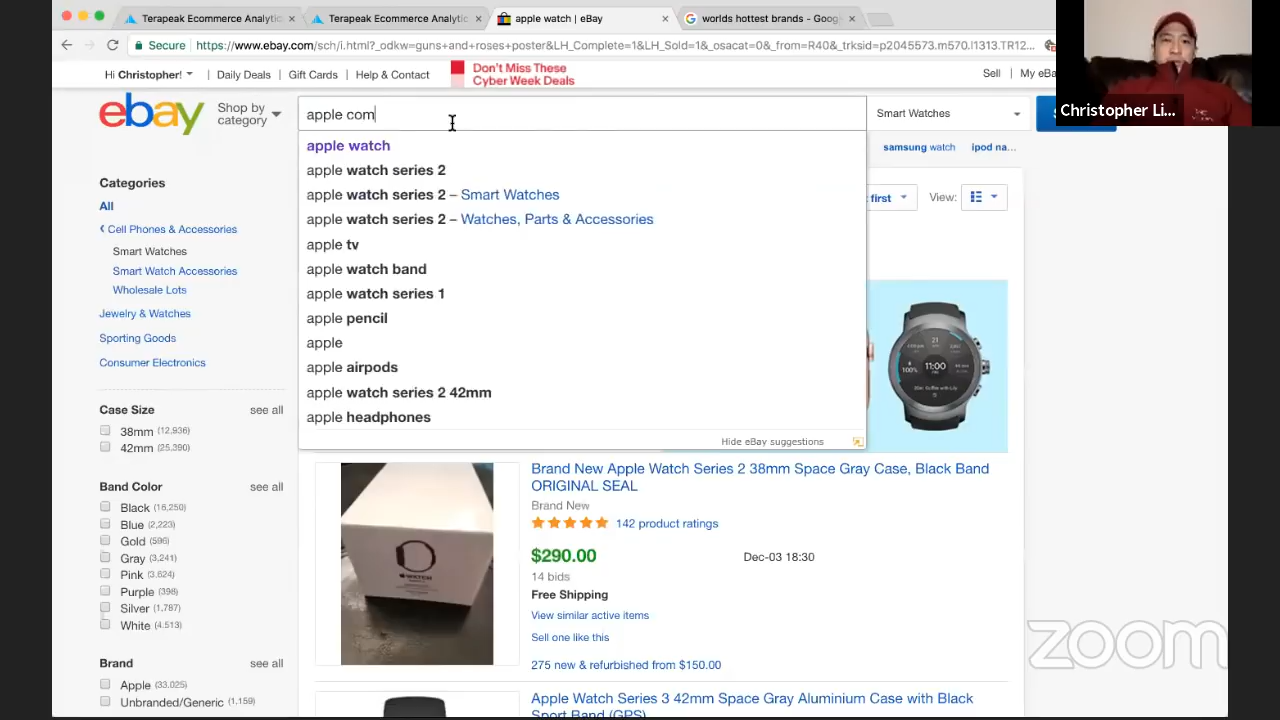 Terapeak Ecommerce Analytic
Terapeak Ecommerce Analytic
apple watch | eBay
worlds hottest brands - Goog
Secure
https://www.ebay.com/sch/i.html?_odkw=guns+and+roses+poster&LH_Complete=1&LH_Sold=1&_osacat=0&_from=R40&_trksid=p2045573.m570.l1313.TR12...
Hi Christopher!
Daily Deals
Gift Cards
Help & Contact
Don't Miss These
Cyber Week Deals
Sell
My eBa
Christopher Li...
ebay
Shop by
category
apple com
Smart Watches
apple watch
apple watch series 2
apple watch series 2 – Smart Watches
apple watch series 2 – Watches, Parts & Accessories
apple tv
apple watch band
apple watch series 1
apple pencil
apple
apple airpods
apple watch series 2 42mm
apple headphones
Hide eBay suggestions
samsung watch
ipod na...
first
View:
Categories
All
Cell Phones & Accessories
Smart Watches
Smart Watch Accessories
Wholesale Lots
Jewelry & Watches
Sporting Goods
Consumer Electronics
Case Size
see all
38mm (12,936)
42mm (25,390)
Band Color
see all
Black (16,250)
Blue (2,223)
Gold (596)
Gray (3,241)
Pink (3,624)
Purple (398)
Silver (1,787)
White (4,513)
Brand
see all
Apple (33,025)
Unbranded/Generic (1,159)
11:00
WATCH
Brand New Apple Watch Series 2 38mm Space Gray Case, Black Band
ORIGINAL SEAL
Brand New
142 product ratings
$290.00
Dec-03 18:30
14 bids
Free Shipping
View similar active items
Sell one like this
275 new & refurbished from $150.00
Apple Watch Series 3 42mm Space Gray Aluminium Case with Black
Sport Band (GPS)
zoom